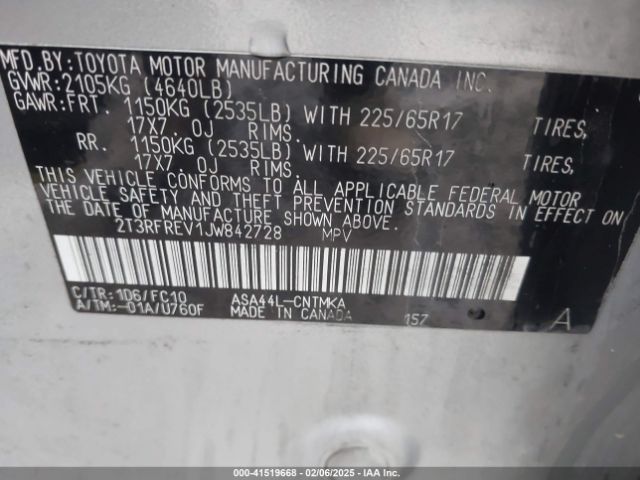 MFD.BY:TOYOTA MOTOR MANUFACTURING CANADA INC.
GVWR:2105KG (4640LB)
GAWR:FRT. 1150KG (2535LB) WITH 225/65R17 TIRES,
17X7.0J RIMS.
RR. 1150KG (2535LB) WITH 225/65R17 TIRES,
17X7.0J RIMS.
THIS VEHICLE CONFORMS TO ALL APPLICABLE FEDERAL MOTOR
VEHICLE SAFETY AND THEFT PREVENTION STANDARDS IN EFFECT ON
THE DATE OF MANUFACTURE SHOWN ABOVE.
2T3RFREV1JW842728 MPV
C/TR:1D6/FC10 ASA44L-CNTMKA
A/TM:-01A/U760F MADE IN CANADA 157 A
000-41519668 - 02/06/2025 - IAAI.COM